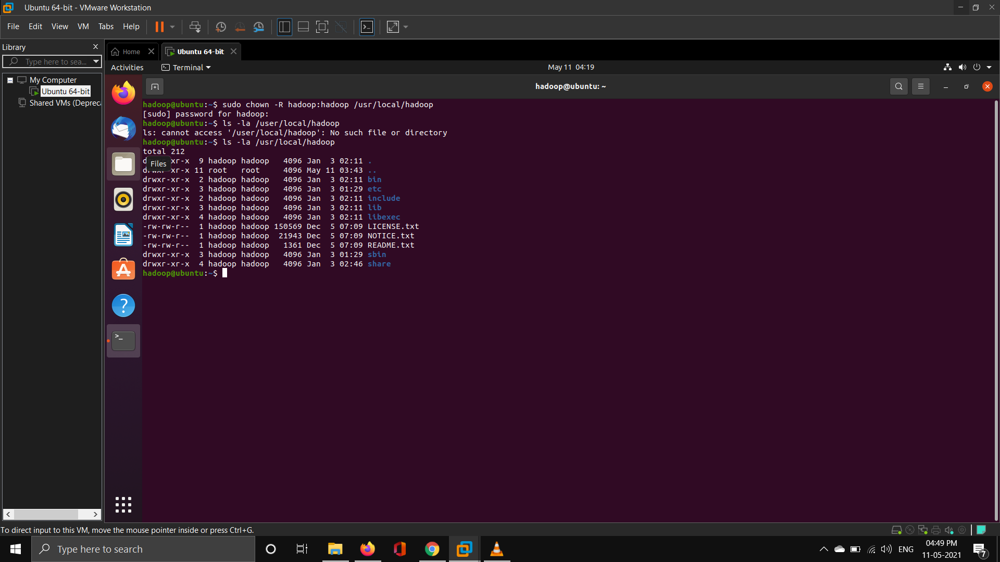 Ubuntu 64-bit - VMware Workstation
File Edit View VM Tabs Help
Library
Type here to sea...
My Computer
Ubuntu 64-bit
Shared VMs (Depreca
Home
Ubuntu 64-bit
Activities
Terminal
May 11 04:19
hadoop@ubuntu: ~
hadoop@ubuntu:~$ sudo chown -R hadoop:hadoop /usr/local/hadoop
[sudo] password for hadoop:
hadoop@ubuntu:~$ ls -la /user/local/hadoop
ls: cannot access '/user/local/hadoop': No such file or directory
hadoop@ubuntu:~$ ls -la /usr/local/hadoop
total 212
xr-x 9 hadoop hadoop 4096 Jan 3 02:11 .
Files
xr-x 11 root root 4096 May 11 03:43 ..
drwxr-xr-x 2 hadoop hadoop 4096 Jan 3 02:11 bin
drwxr-xr-x 3 hadoop hadoop 4096 Jan 3 01:29 etc
drwxr-xr-x 2 hadoop hadoop 4096 Jan 3 02:11 include
drwxr-xr-x 3 hadoop hadoop 4096 Jan 3 02:11 lib
drwxr-xr-x 4 hadoop hadoop 4096 Jan 3 02:11 libexec
-rw-rw-r-- 1 hadoop hadoop 150569 Dec 5 07:09 LICENSE.txt
-rw-rw-r-- 1 hadoop hadoop 21943 Dec 5 07:09 NOTICE.txt
-rw-rw-r-- 1 hadoop hadoop 1361 Dec 5 07:09 README.txt
drwxr-xr-x 3 hadoop hadoop 4096 Jan 3 01:29 sbin
drwxr-xr-x 4 hadoop hadoop 4096 Jan 3 02:46 share
hadoop@ubuntu:~$
To direct input to this VM, move the mouse pointer inside or press Ctrl+G.
Type here to search
ENG
04:49 PM
11-05-2021
7